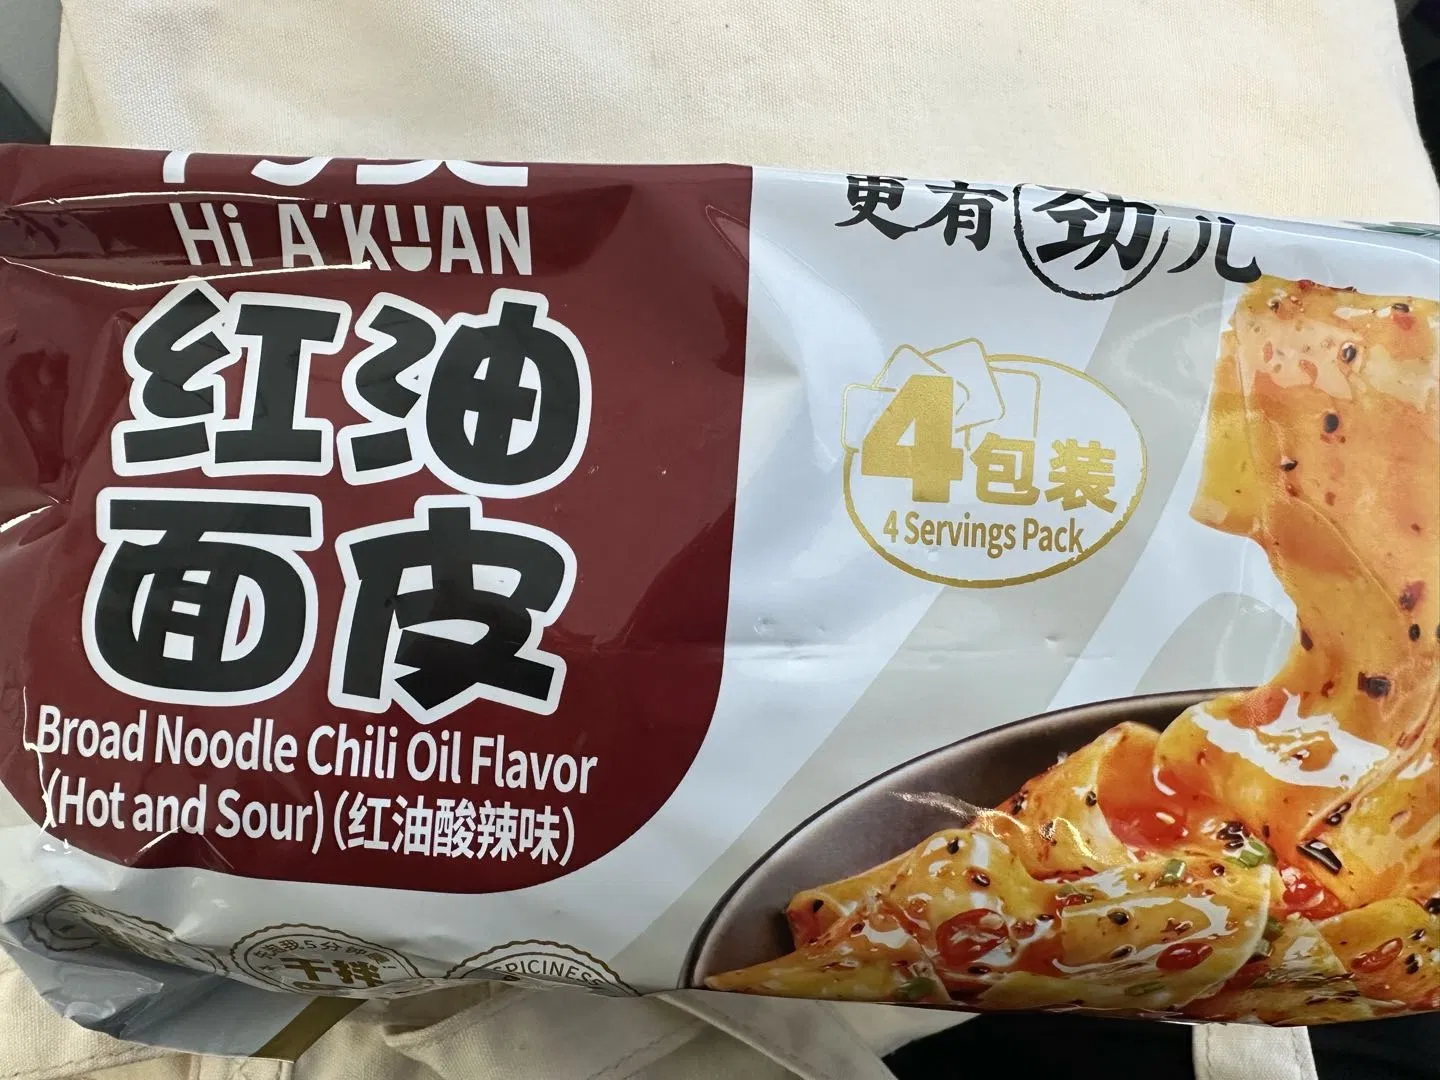 Hi A'KUAN
红油
面皮
Broad Noodle Chili Oil Flavor
(Hot and Sour)(红油酸辣味)
更有劲儿
4包装
4 Servings Pack
干拌
SPICINESS